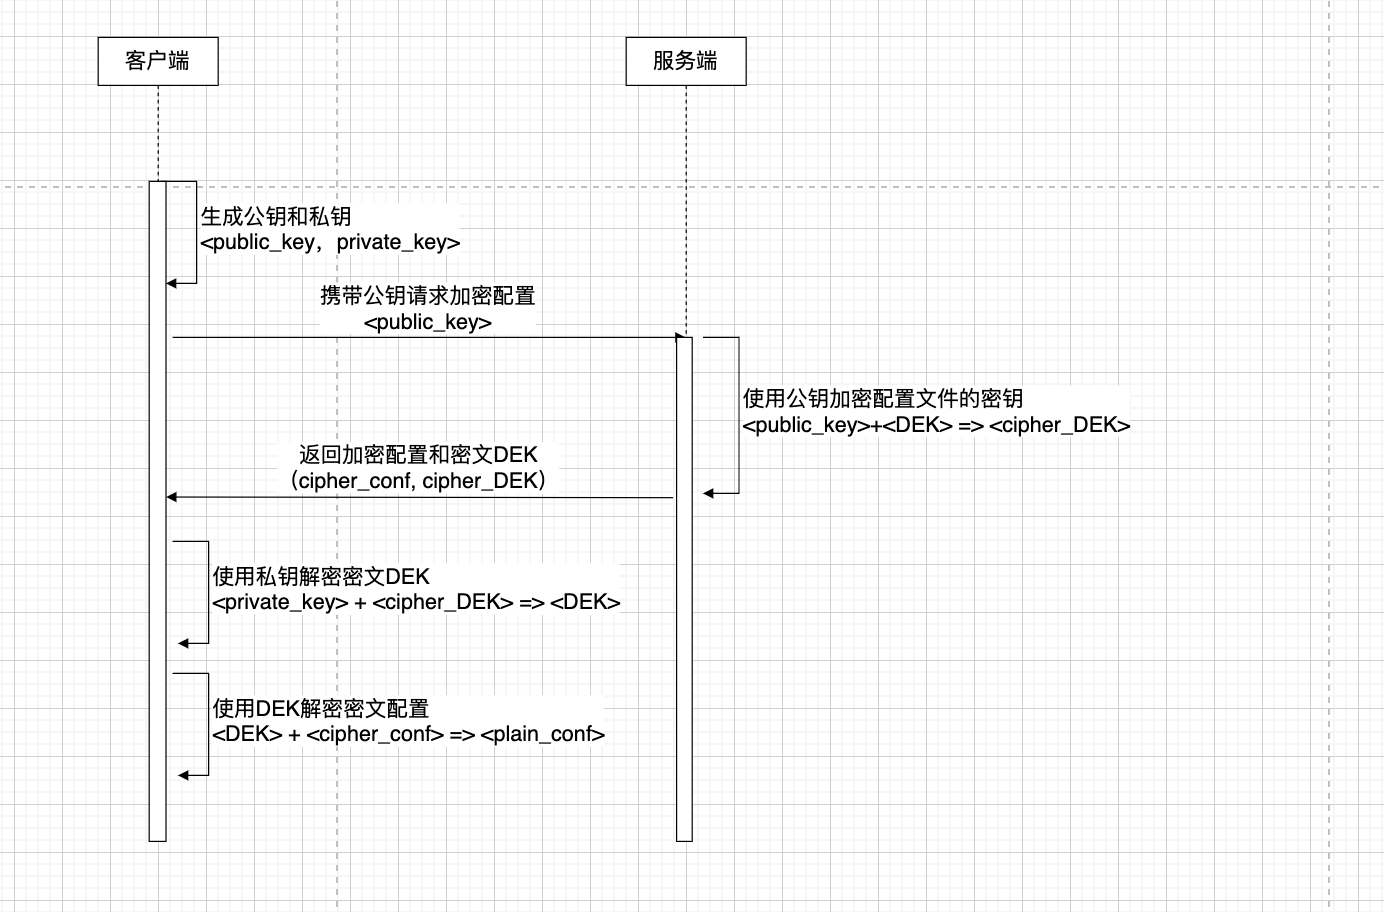 客户端
服务端
生成公钥和私钥
<public_key，private_key>
携带公钥请求加密配置
<public_key>
使用公钥加密配置文件的密钥
<public_key>+<DEK> => <cipher_DEK>
返回加密配置和密文DEK
（cipher_conf, cipher_DEK）
使用私钥解密密文DEK
<private_key> + <cipher_DEK> => <DEK>
使用DEK解密密文配置
<DEK> + <cipher_conf> => <plain_conf>